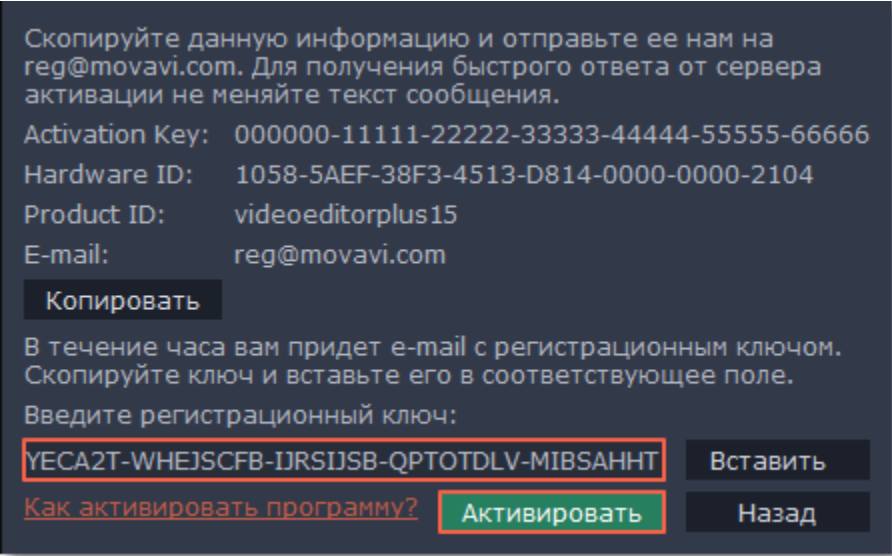 Скопируйте данную информацию и отправьте ее нам на
reg@movavi.com. Для получения быстрого ответа от сервера
активации не меняйте текст сообщения.
Activation Key: 000000-11111-22222-33333-44444-55555-66666
Hardware ID: 1058-5AEF-38F3-4513-D814-0000-0000-2104
Product ID: videoeditorplus15
E-mail: reg@movavi.com
Копировать
В течение часа вам придет e-mail с регистрационным ключом.
Скопируйте ключ и вставьте его в соответствующее поле.
Введите регистрационный ключ:
YECA2T-WHEJSCFB-IJRSIJSB-QPTOTDLV-MIBSAHHT Вставить
Как активировать программу? Активировать Назад